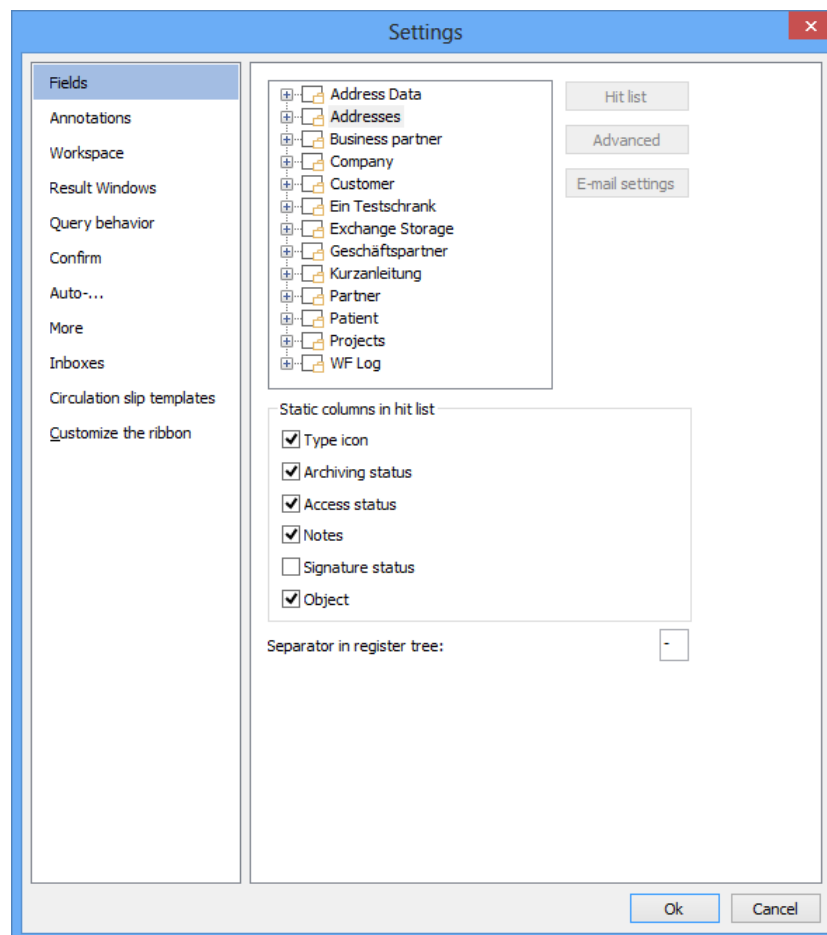 Settings
Fields
Annotations
Workspace
Result Windows
Query behavior
Confirm
Auto-...
More
Inboxes
Circulation slip templates
Customize the ribbon
Address Data
Addresses
Business partner
Company
Customer
Ein Testschrank
Exchange Storage
Geschäftspartner
Kurzanleitung
Partner
Patient
Projects
WF Log
Hit list
Advanced
E-mail settings
Static columns in hit list
Type icon
Archiving status
Access status
Notes
Signature status
Object
Separator in register tree: -
Ok Cancel